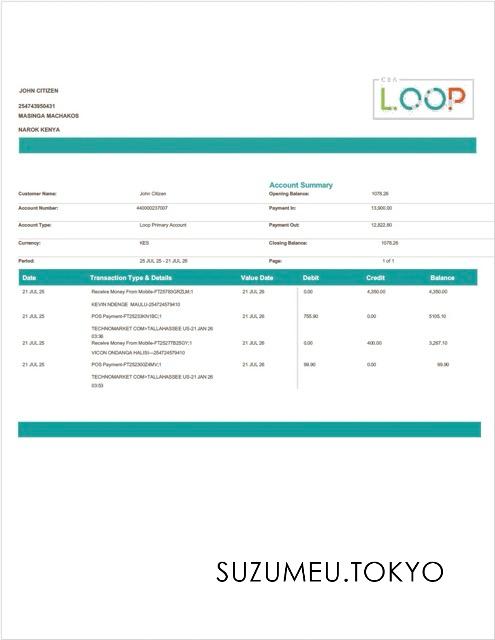 CBA
LOOP
JOHN CITIZEN
254743950431
MASINGA MACHAKOS
NAROK KENYA
Account Summary
Customer Name: John Citizen Opening Balance: 1078.26
Account Number: 440000237007 Payment In: 13,900.00
Account Type: Loop Primary Account Payment Out: 12,822.80
Currency: KES Closing Balance: 1078.26
Period: 25 JUL 25 - 21 JUL 26 Page: 1 of 1
Date Transaction Type & Details Value Date Debit Credit Balance
21 JUL 25 Receive Money From Mobile-FT25783GRZLM;1 21 JUL 26 0.00 4,350.00 4,350.00
KEVIN NDENGE MAULU-254724579410
21 JUL 25 POS Payment-FT25233KN18C;1 21 JUL 26 755.90 0.00 5105.10
TECHNOMARKET COM>TALLAHASSEE US-21 JAN 26
03:36
21 JUL 25 Receive Money From Mobile-FT25277B25GY;1 21 JUL 26 0.00 400.00 3,267.10
VICON ONDANGA HALISI---254724579410
21 JUL 25 POS Payment-FT252300Z4MV;1 21 JUL 26 99.90 0.00 99.90
TECHNOMARKET COM>TALLAHASSEE US-21 JAN 26
03:53
SUZUMEU.TOKYO